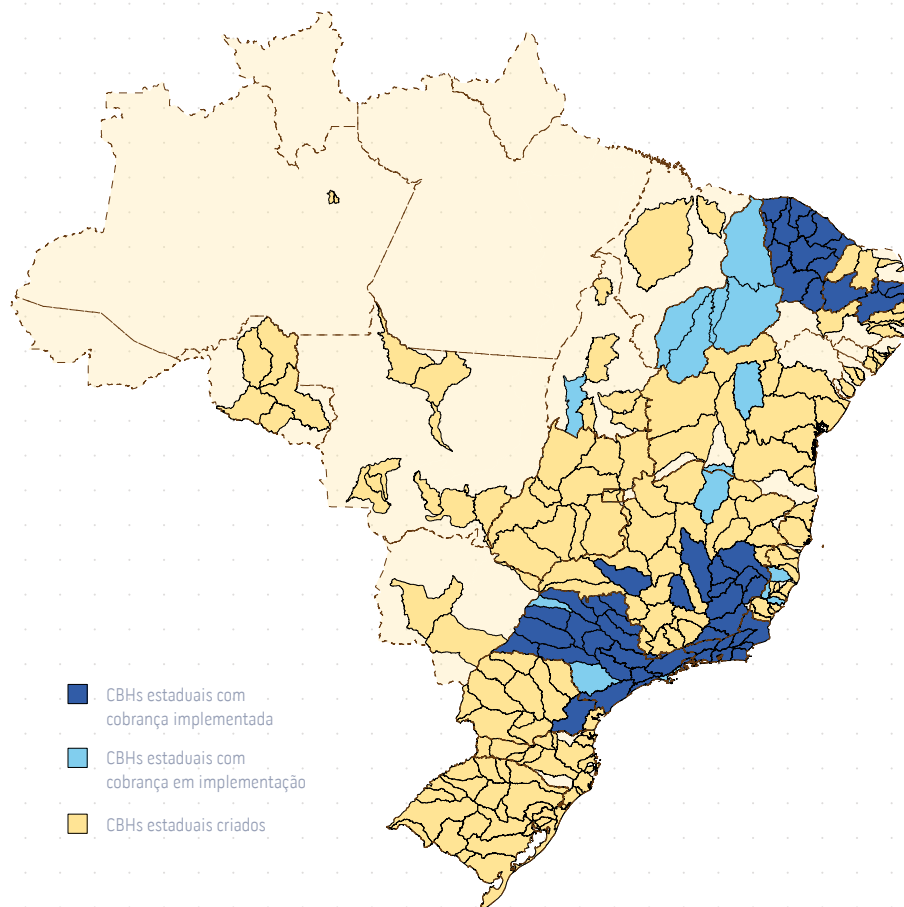 CBHs estaduais com
cobrança implementada
CBHs estaduais com
cobrança em implementação
CBHs estaduais criados